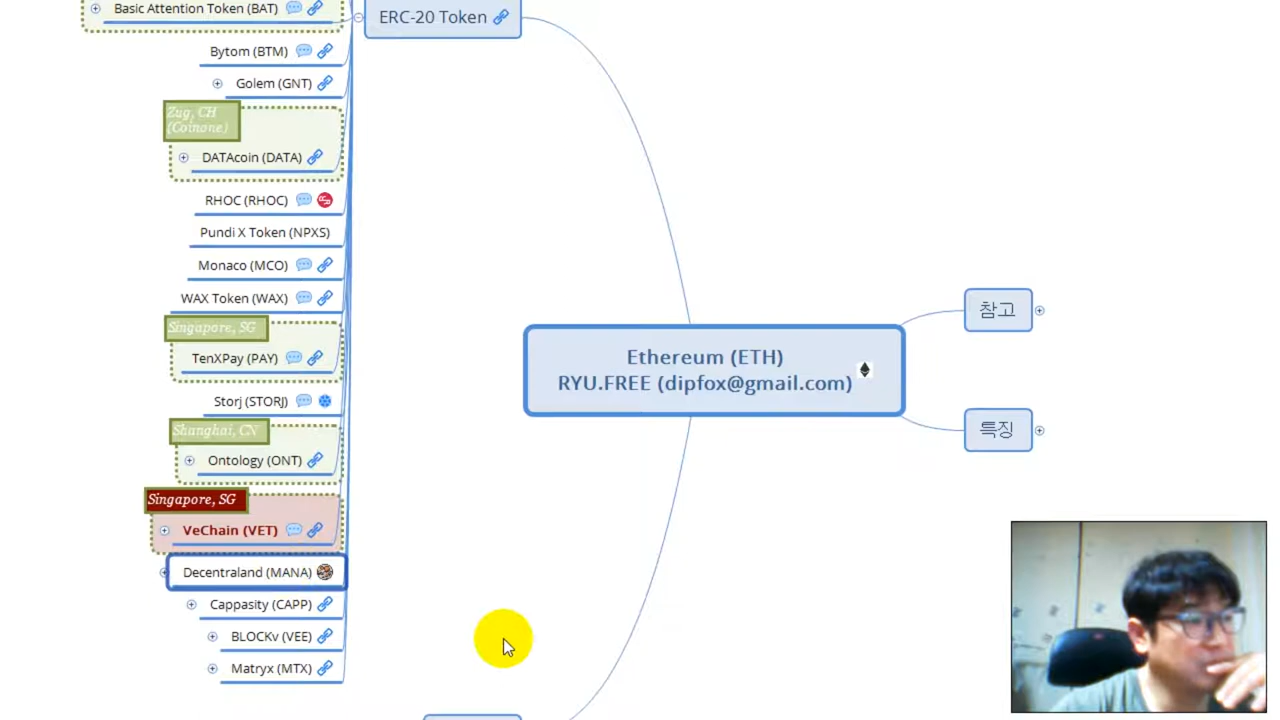 Basic Attention Token (BAT)
ERC-20 Token
Bytom (BTM)
Golem (GNT)
Zug, CH
(Coinone)
DATAcoin (DATA)
RHOC (RHOC)
Pundi X Token (NPXS)
Monaco (MCO)
WAX Token (WAX)
Singapore, SG
TenXPay (PAY)
Storj (STORJ)
Shanghai, CN
Ontology (ONT)
Singapore, SG
VeChain (VET)
Decentraland (MANA)
Cappasity (CAPP)
BLOCKv (VEE)
Matryx (MTX)
Ethereum (ETH)
RYU.FREE (dipfox@gmail.com)
참고
특징